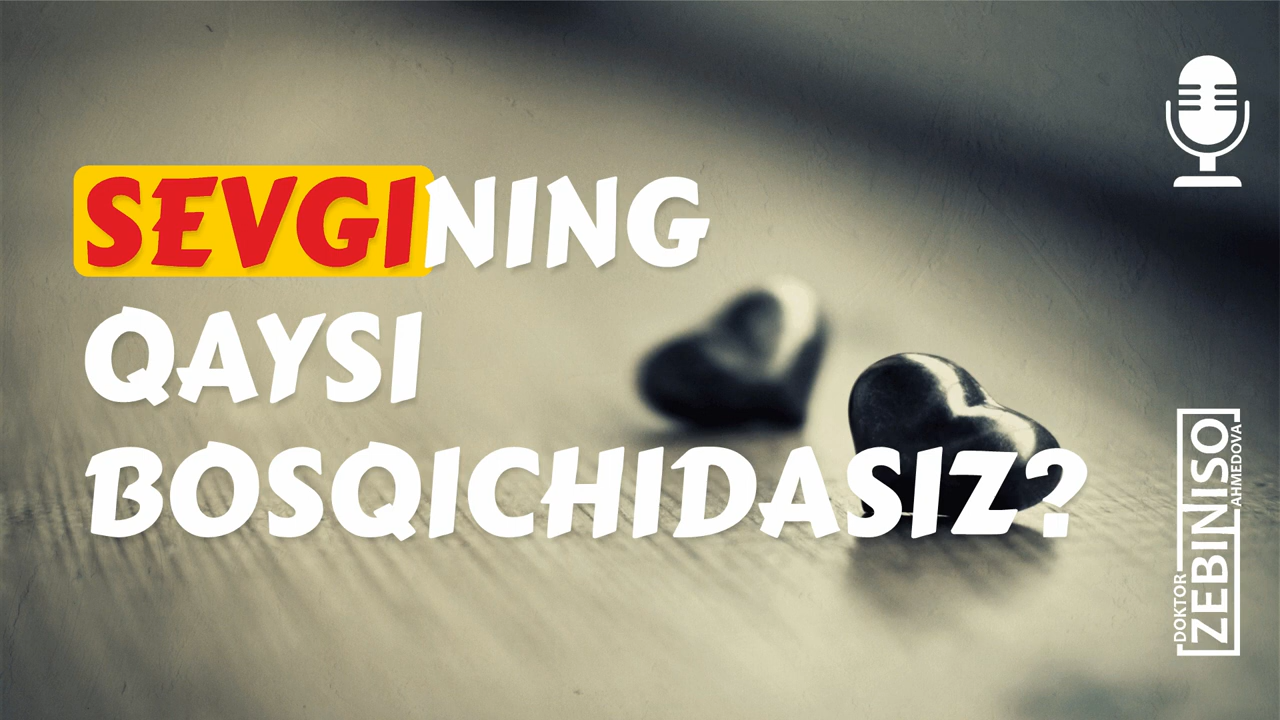 SEVGINING
QAYSI
BOSQICHIDASIZ?
DOKTOR
ZEBINISO
AHMEDOVA